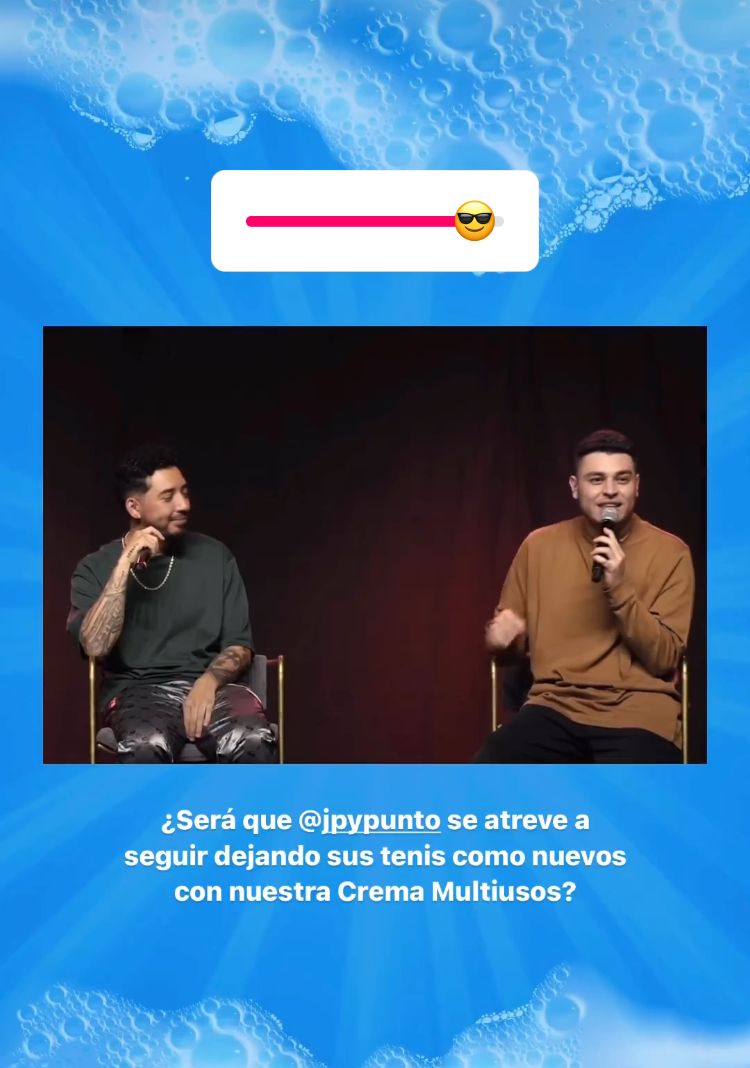 ¿Será que @jpypunto se atreve a
seguir dejando sus tenis como nuevos
con nuestra Crema Multiusos?